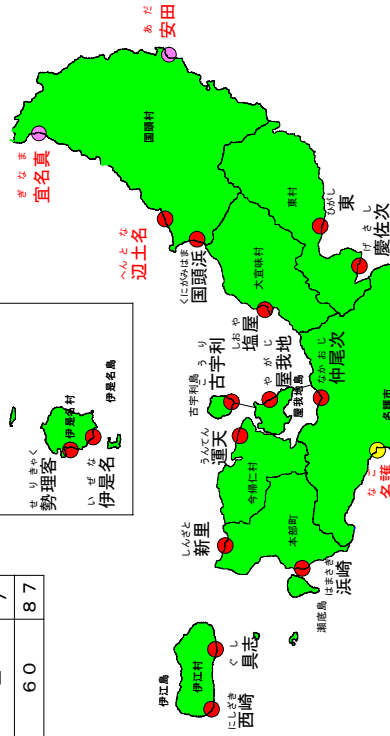 60 87
ぎなま
宜名真
あだ
安田
国頭村
へんとな
辺土名
くにがみはま
国頭浜
大宜味村
東村
ひがし
東
げさし
慶佐次
しおや
塩屋
古宇利島
こうり
古宇利
やがじ
屋我地
屋我地島
なかおじ
仲尾次
うんてん
運天
今帰仁村
しんざと
新里
本部町
はまさき
浜崎
瀬底島
なご
名護
名護市
せりきゃく
勢理客
伊是名村
伊是名島
いぜな
伊是名
伊江島
伊江村
ぐし
具志
にしざき
西崎